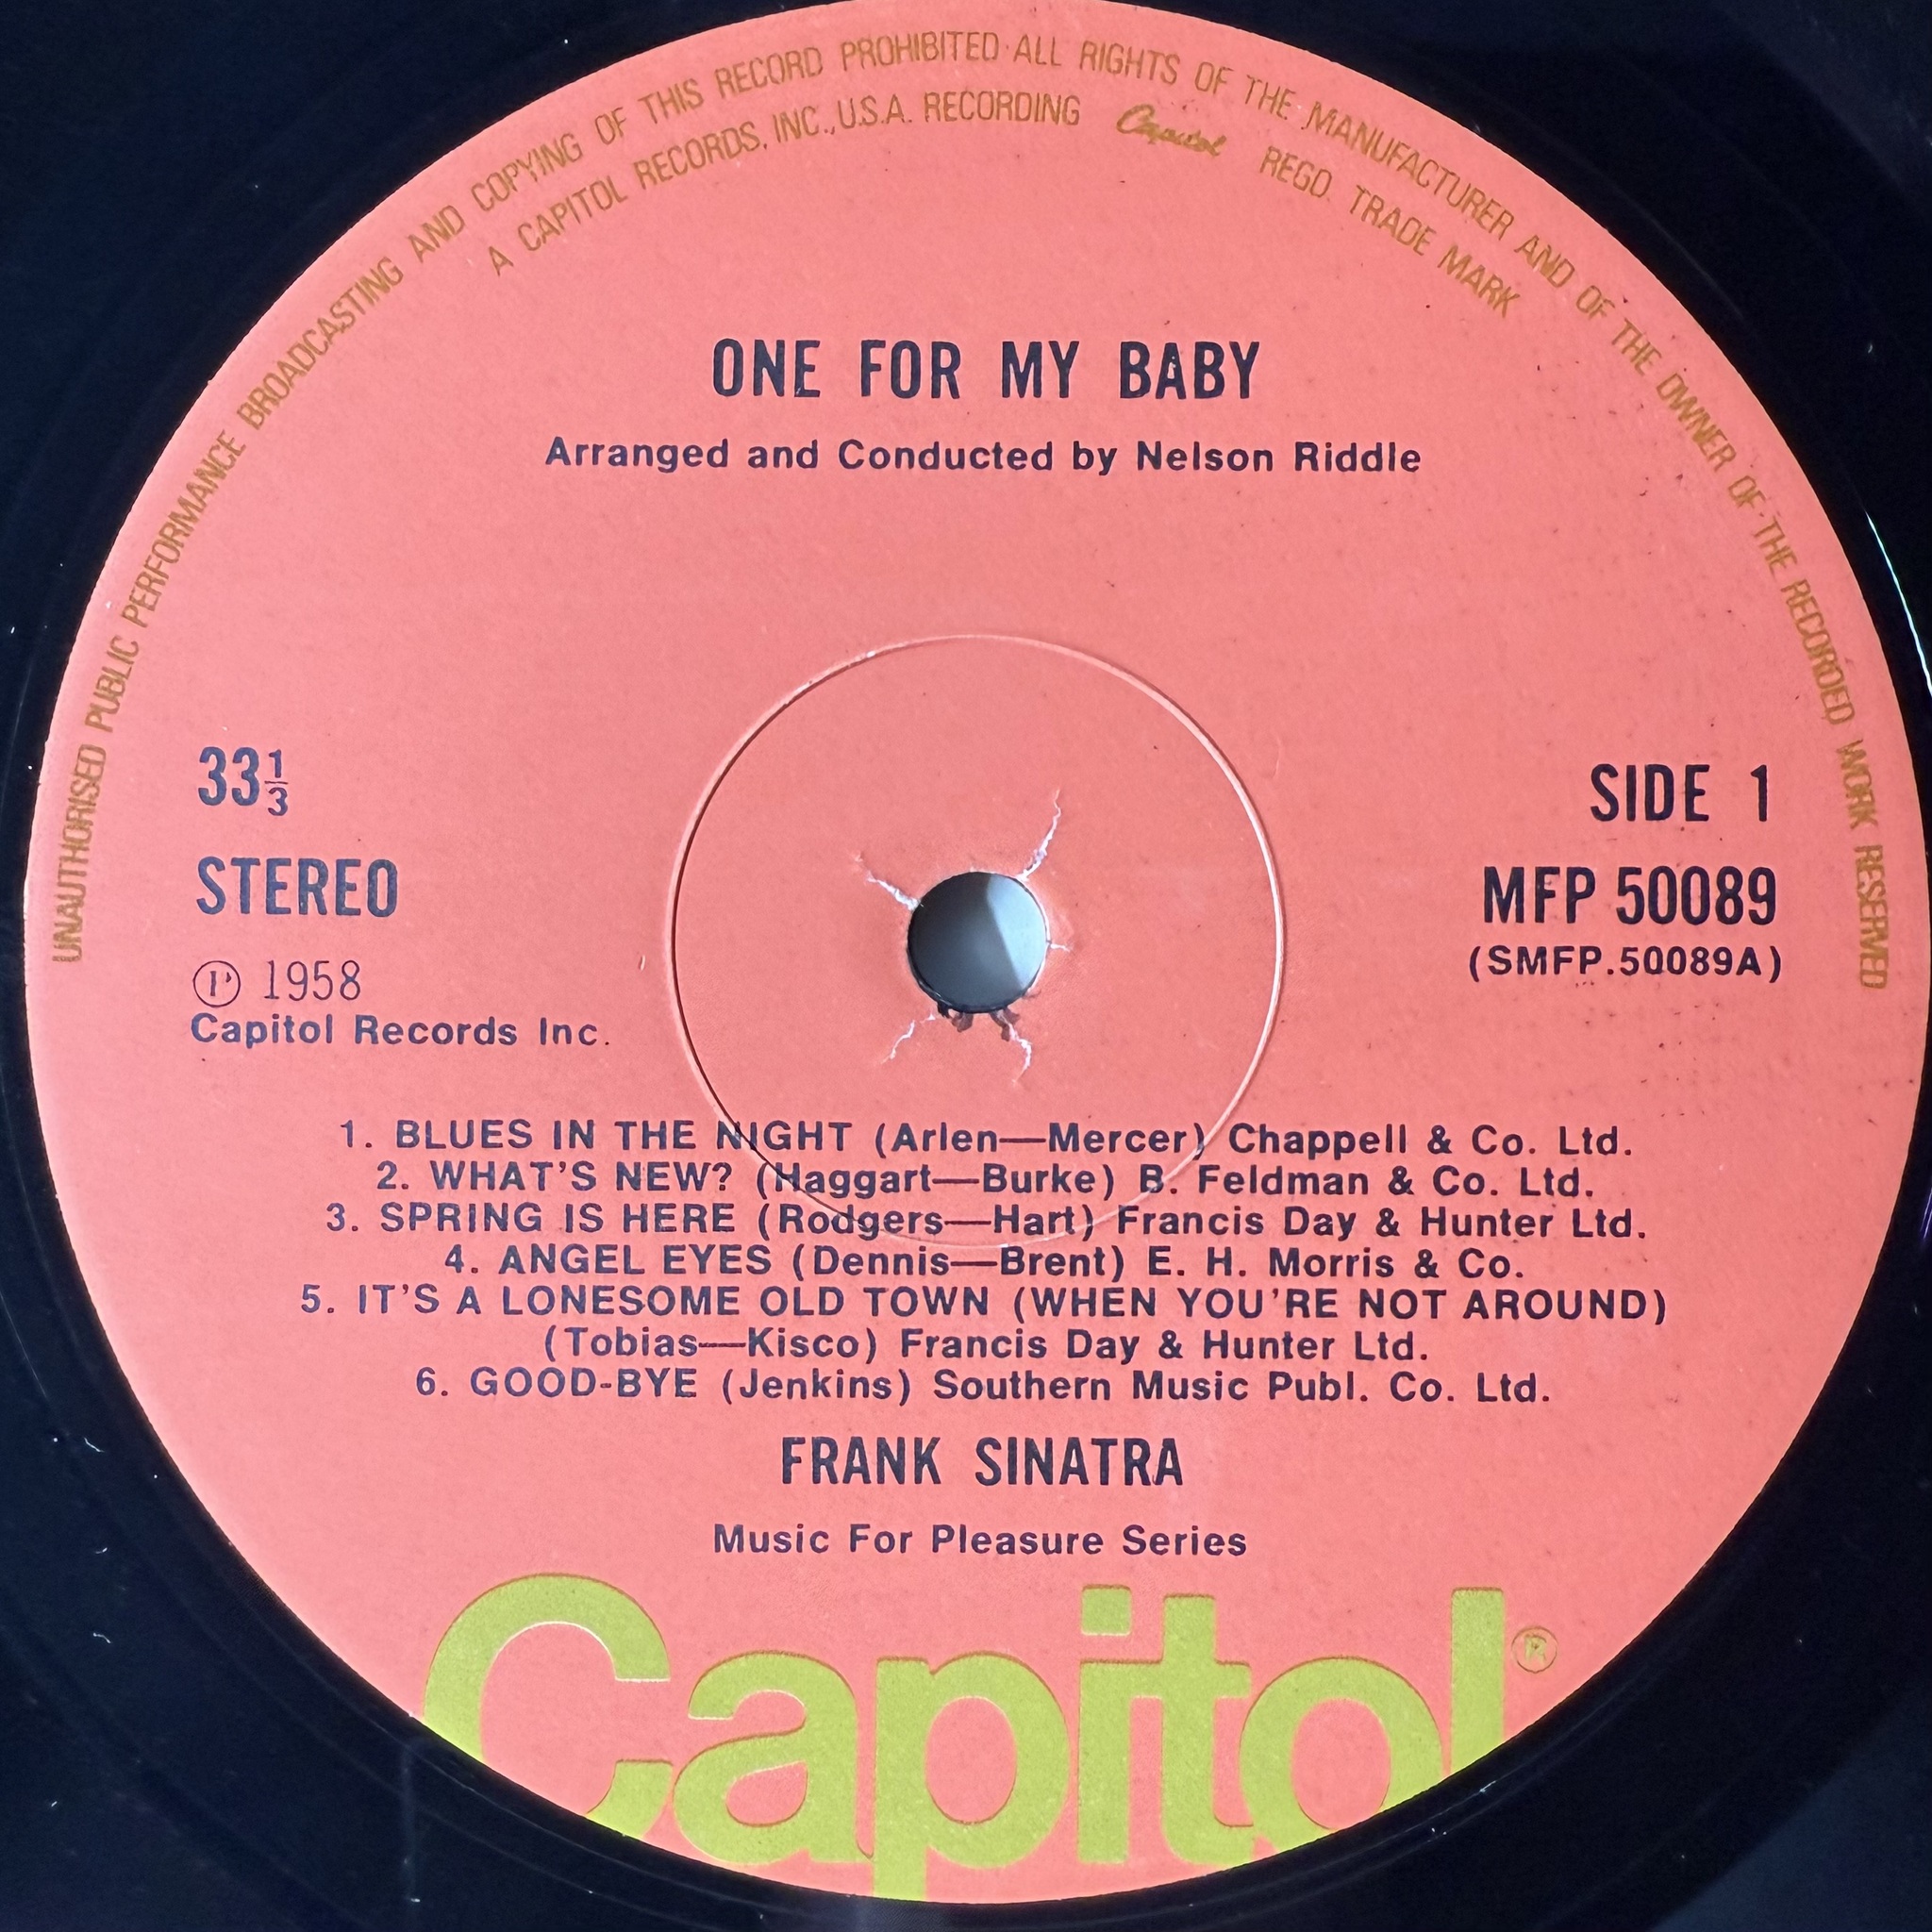 UNAUTHORISED PUBLIC PERFORMANCE BROADCASTING AND COPYING OF THIS RECORD PROHIBITED·ALL RIGHTS OF THE MANUFACTURER AND OF THE OWNER OF·THE RECORDED WORK RESERVED
A CAPITOL RECORDS, INC., U.S.A. RECORDING Capitol REGD. TRADE MARK
ONE FOR MY BABY
Arranged and Conducted by Nelson Riddle
33⅓
STEREO
Ⓟ 1958
Capitol Records Inc.
SIDE 1
MFP 50089
(SMFP.50089A)
1. BLUES IN THE NIGHT (Arlen—Mercer) Chappell & Co. Ltd.
2. WHAT'S NEW? (Haggart—Burke) B. Feldman & Co. Ltd.
3. SPRING IS HERE (Rodgers—Hart) Francis Day & Hunter Ltd.
4. ANGEL EYES (Dennis—Brent) E. H. Morris & Co.
5. IT'S A LONESOME OLD TOWN (WHEN YOU'RE NOT AROUND)
(Tobias—Kisco) Francis Day & Hunter Ltd.
6. GOOD-BYE (Jenkins) Southern Music Publ. Co. Ltd.
FRANK SINATRA
Music For Pleasure Series
Capitol®